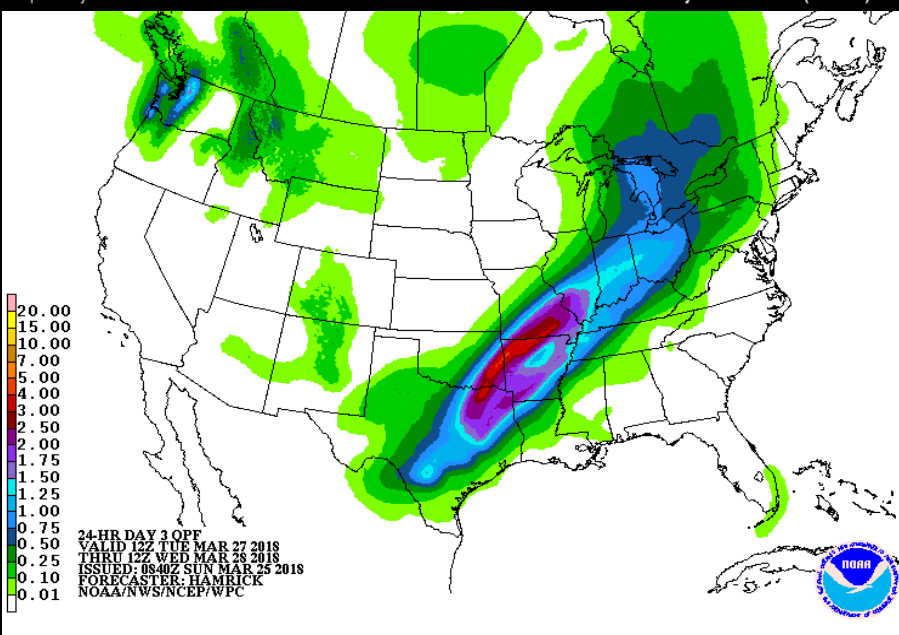 20.00
15.00
10.00
7.00
5.00
4.00
3.00
2.50
2.00
1.75
1.50
1.25
1.00
0.75
0.50
0.25
0.10
0.01
24-HR DAY 3 QPF
VALID 12Z TUE MAR 27 2018
THRU 12Z WED MAR 28 2018
ISSUED: 0840Z SUN MAR 25 2018
FORECASTER: HAMRICK
NOAA/NWS/NCEP/WPC
NOAA